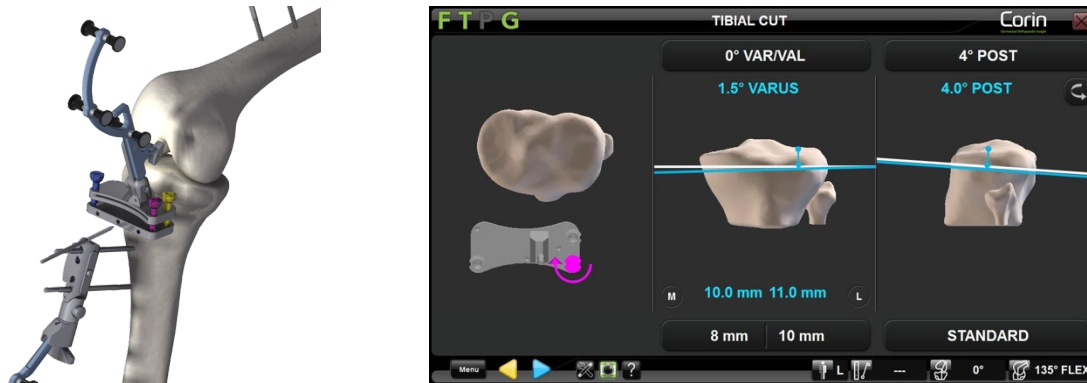 F T P G
TIBIAL CUT
Corin
0° VAR/VAL
4° POST
1.5° VARUS
4.0° POST
M
10.0 mm 11.0 mm
L
8 mm
10 mm
STANDARD
Menu
?
L
---
0°
135° FLEX